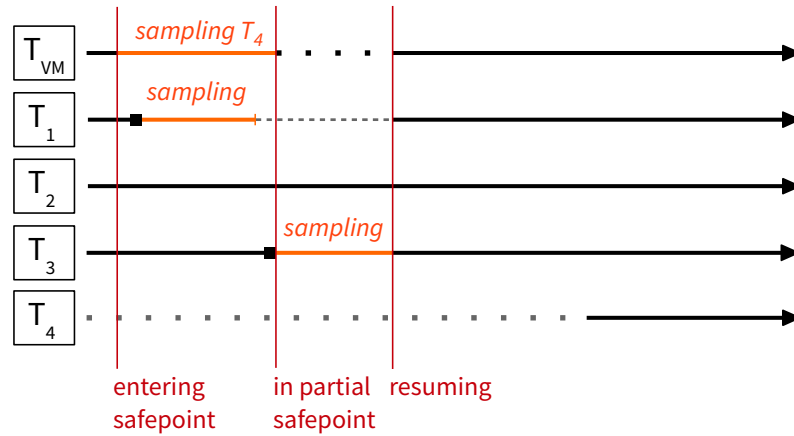 T_VM
sampling T_4
T_1
sampling
T_2
T_3
sampling
T_4
entering
safepoint
in partial
safepoint
resuming